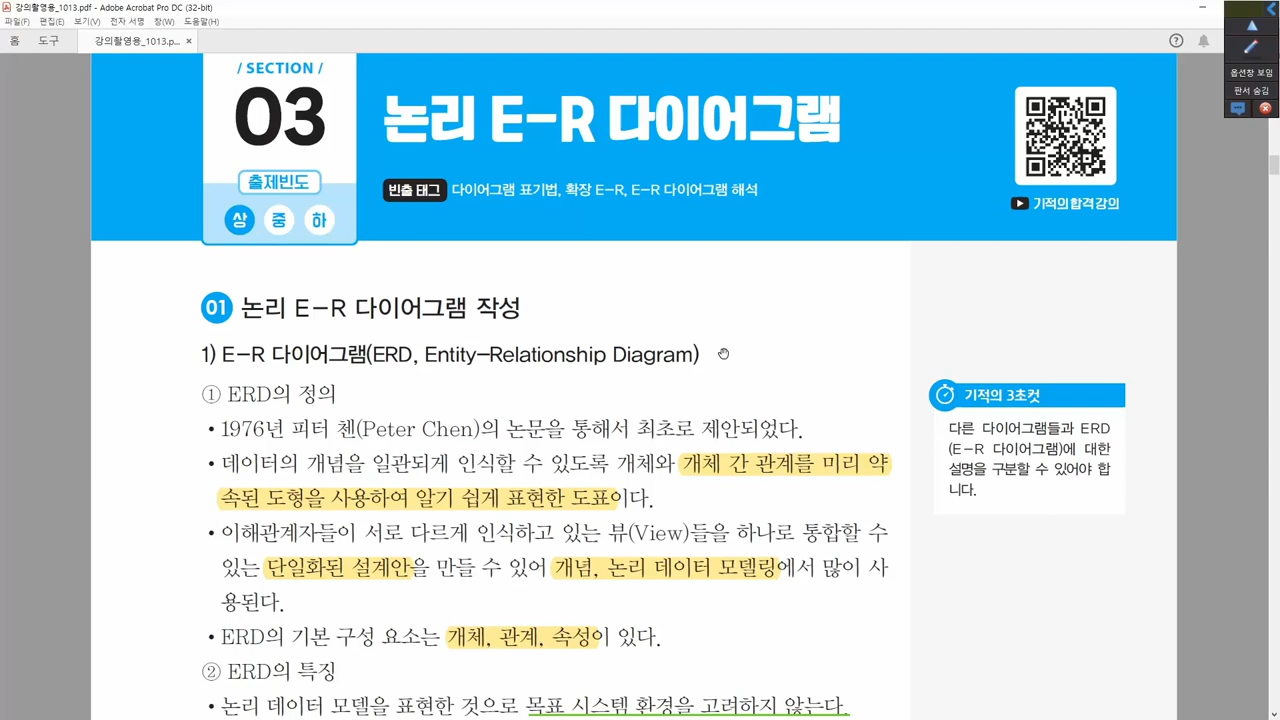 강의촬영용_1013.pdf - Adobe Acrobat Pro DC (32-bit)
파일(F) 편집(E) 보기(V) 전자 서명 창(W) 도움말(H)
홈 도구 강의촬영용_1013.p... ×
옵션창 보임
판서 숨김
/ SECTION /
03
논리 E-R 다이어그램
출제빈도
상 중 하
빈출 태그 다이어그램 표기법, 확장 E-R, E-R 다이어그램 해석
기적의합격강의
01 논리 E-R 다이어그램 작성
1) E-R 다이어그램(ERD, Entity-Relationship Diagram)
① ERD의 정의
• 1976년 피터 첸(Peter Chen)의 논문을 통해서 최초로 제안되었다.
• 데이터의 개념을 일관되게 인식할 수 있도록 개체와 개체 간 관계를 미리 약
속된 도형을 사용하여 알기 쉽게 표현한 도표이다.
• 이해관계자들이 서로 다르게 인식하고 있는 뷰(View)들을 하나로 통합할 수
있는 단일화된 설계안을 만들 수 있어 개념, 논리 데이터 모델링에서 많이 사
용된다.
• ERD의 기본 구성 요소는 개체, 관계, 속성이 있다.
② ERD의 특징
• 논리 데이터 모델을 표현한 것으로 목표 시스템 환경을 고려하지 않는다.
기적의 3초컷
다른 다이어그램들과 ERD
(E-R 다이어그램)에 대한
설명을 구분할 수 있어야 합
니다.